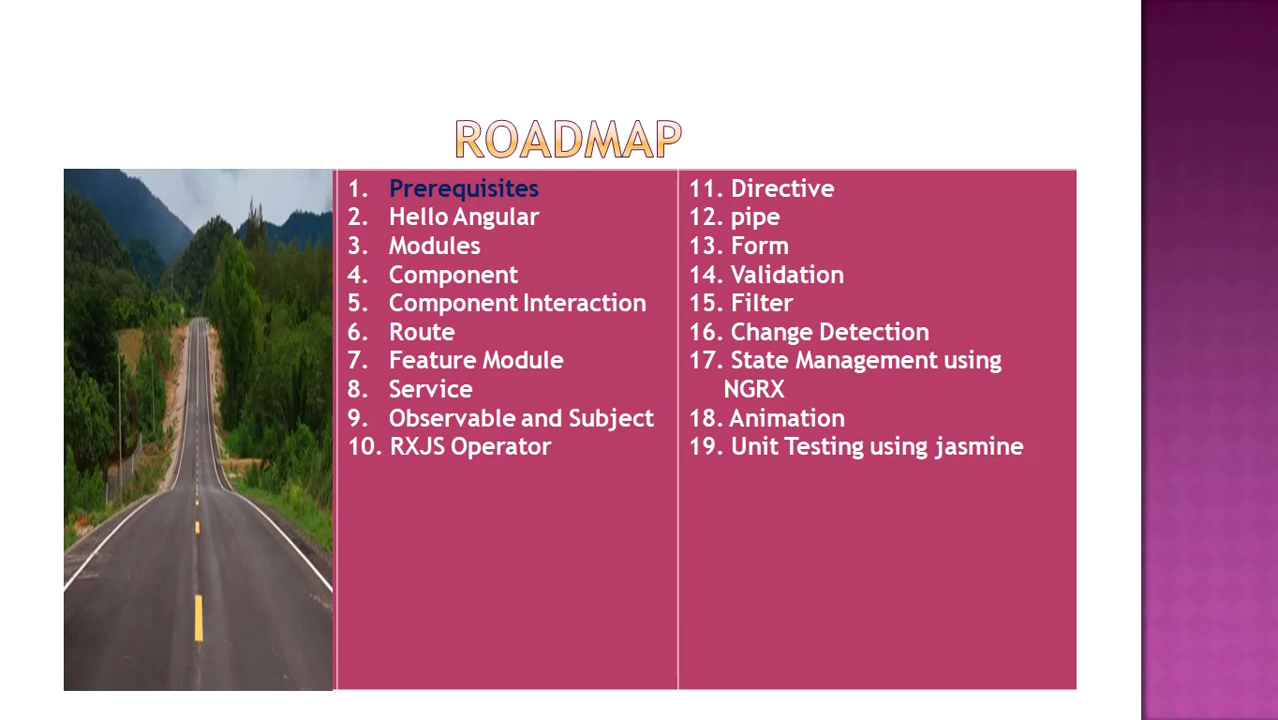 ROADMAP
1. Prerequisites
2. Hello Angular
3. Modules
4. Component
5. Component Interaction
6. Route
7. Feature Module
8. Service
9. Observable and Subject
10. RXJS Operator
11. Directive
12. pipe
13. Form
14. Validation
15. Filter
16. Change Detection
17. State Management using
NGRX
18. Animation
19. Unit Testing using jasmine